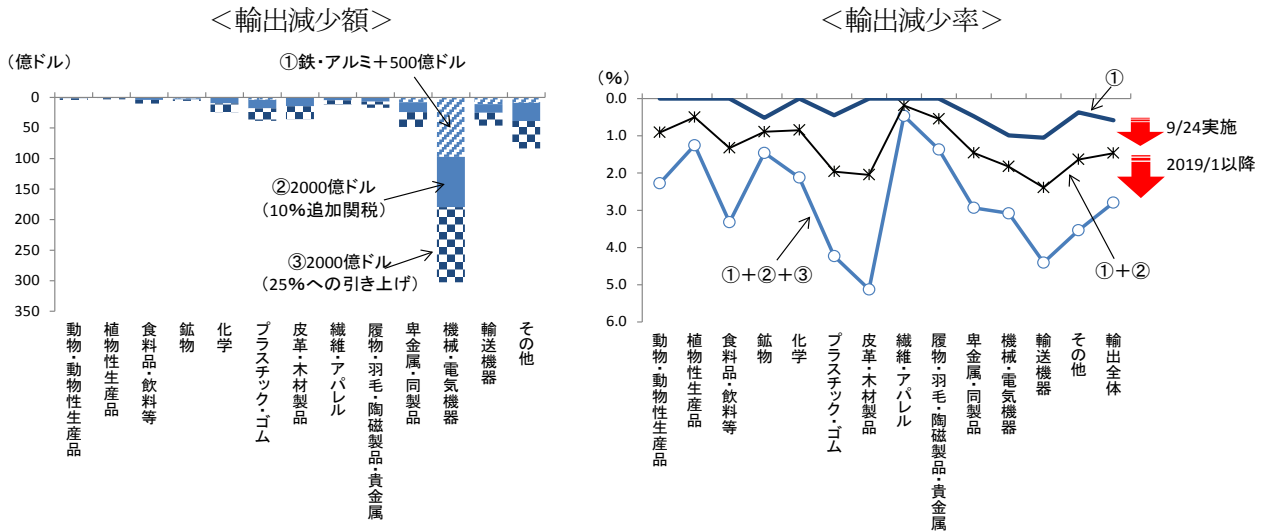 ＜輸出減少額＞
（億ドル）
①鉄・アルミ＋500億ドル
0
50
100
150
200
250
300
350
②2000億ドル
（10％追加関税）
③2000億ドル
（25％への引き上げ）
動物・動物性生産品
植物性生産品
食料品・飲料等
鉱物
化学
プラスチック・ゴム
皮革・木材製品
繊維・アパレル
履物・羽毛・陶磁製品・貴金属
卑金属・同製品
機械・電気機器
輸送機器
その他
＜輸出減少率＞
（％）
0.0
1.0
2.0
3.0
4.0
5.0
6.0
①
9/24実施
2019/1以降
①＋②＋③
①＋②
動物・動物性生産品
植物性生産品
食料品・飲料等
鉱物
化学
プラスチック・ゴム
皮革・木材製品
繊維・アパレル
履物・羽毛・陶磁製品・貴金属
卑金属・同製品
機械・電気機器
輸送機器
その他
輸出全体